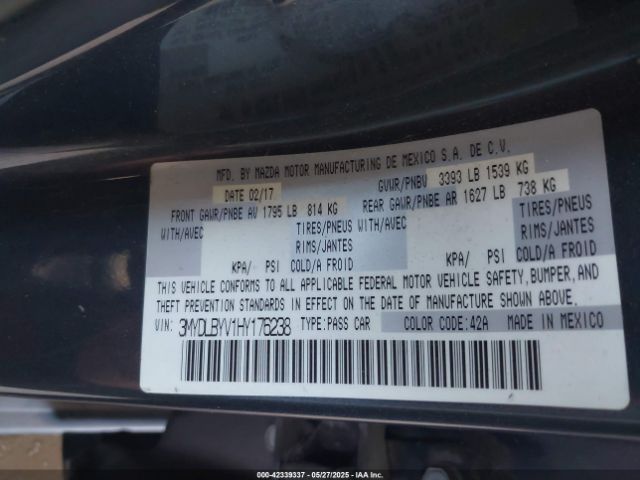 MFD. BY MAZDA MOTOR MANUFACTURING DE MEXICO S.A. DE C.V.
DATE 02/17 GVWR/PNBV 3393 LB 1539 KG
FRONT GAWR/PNBE AV 1795 LB 814 KG REAR GAWR/PNBE AR 1627 LB 738 KG
WITH/AVEC TIRES/PNEUS WITH/AVEC TIRES/PNEUS
RIMS/JANTES RIMS/JANTES
KPA/ PSI COLD/A FROID KPA/ PSI COLD/A FROID
THIS VEHICLE CONFORMS TO ALL APPLICABLE FEDERAL MOTOR VEHICLE SAFETY, BUMPER, AND
THEFT PREVENTION STANDARDS IN EFFECT ON THE DATE OF MANUFACTURE SHOWN ABOVE.
VIN: 3MYDLBYV1HY176238 TYPE:PASS CAR COLOR CODE:42A MADE IN MEXICO
000-42339337 - 05/27/2025 - IAAI, Inc.